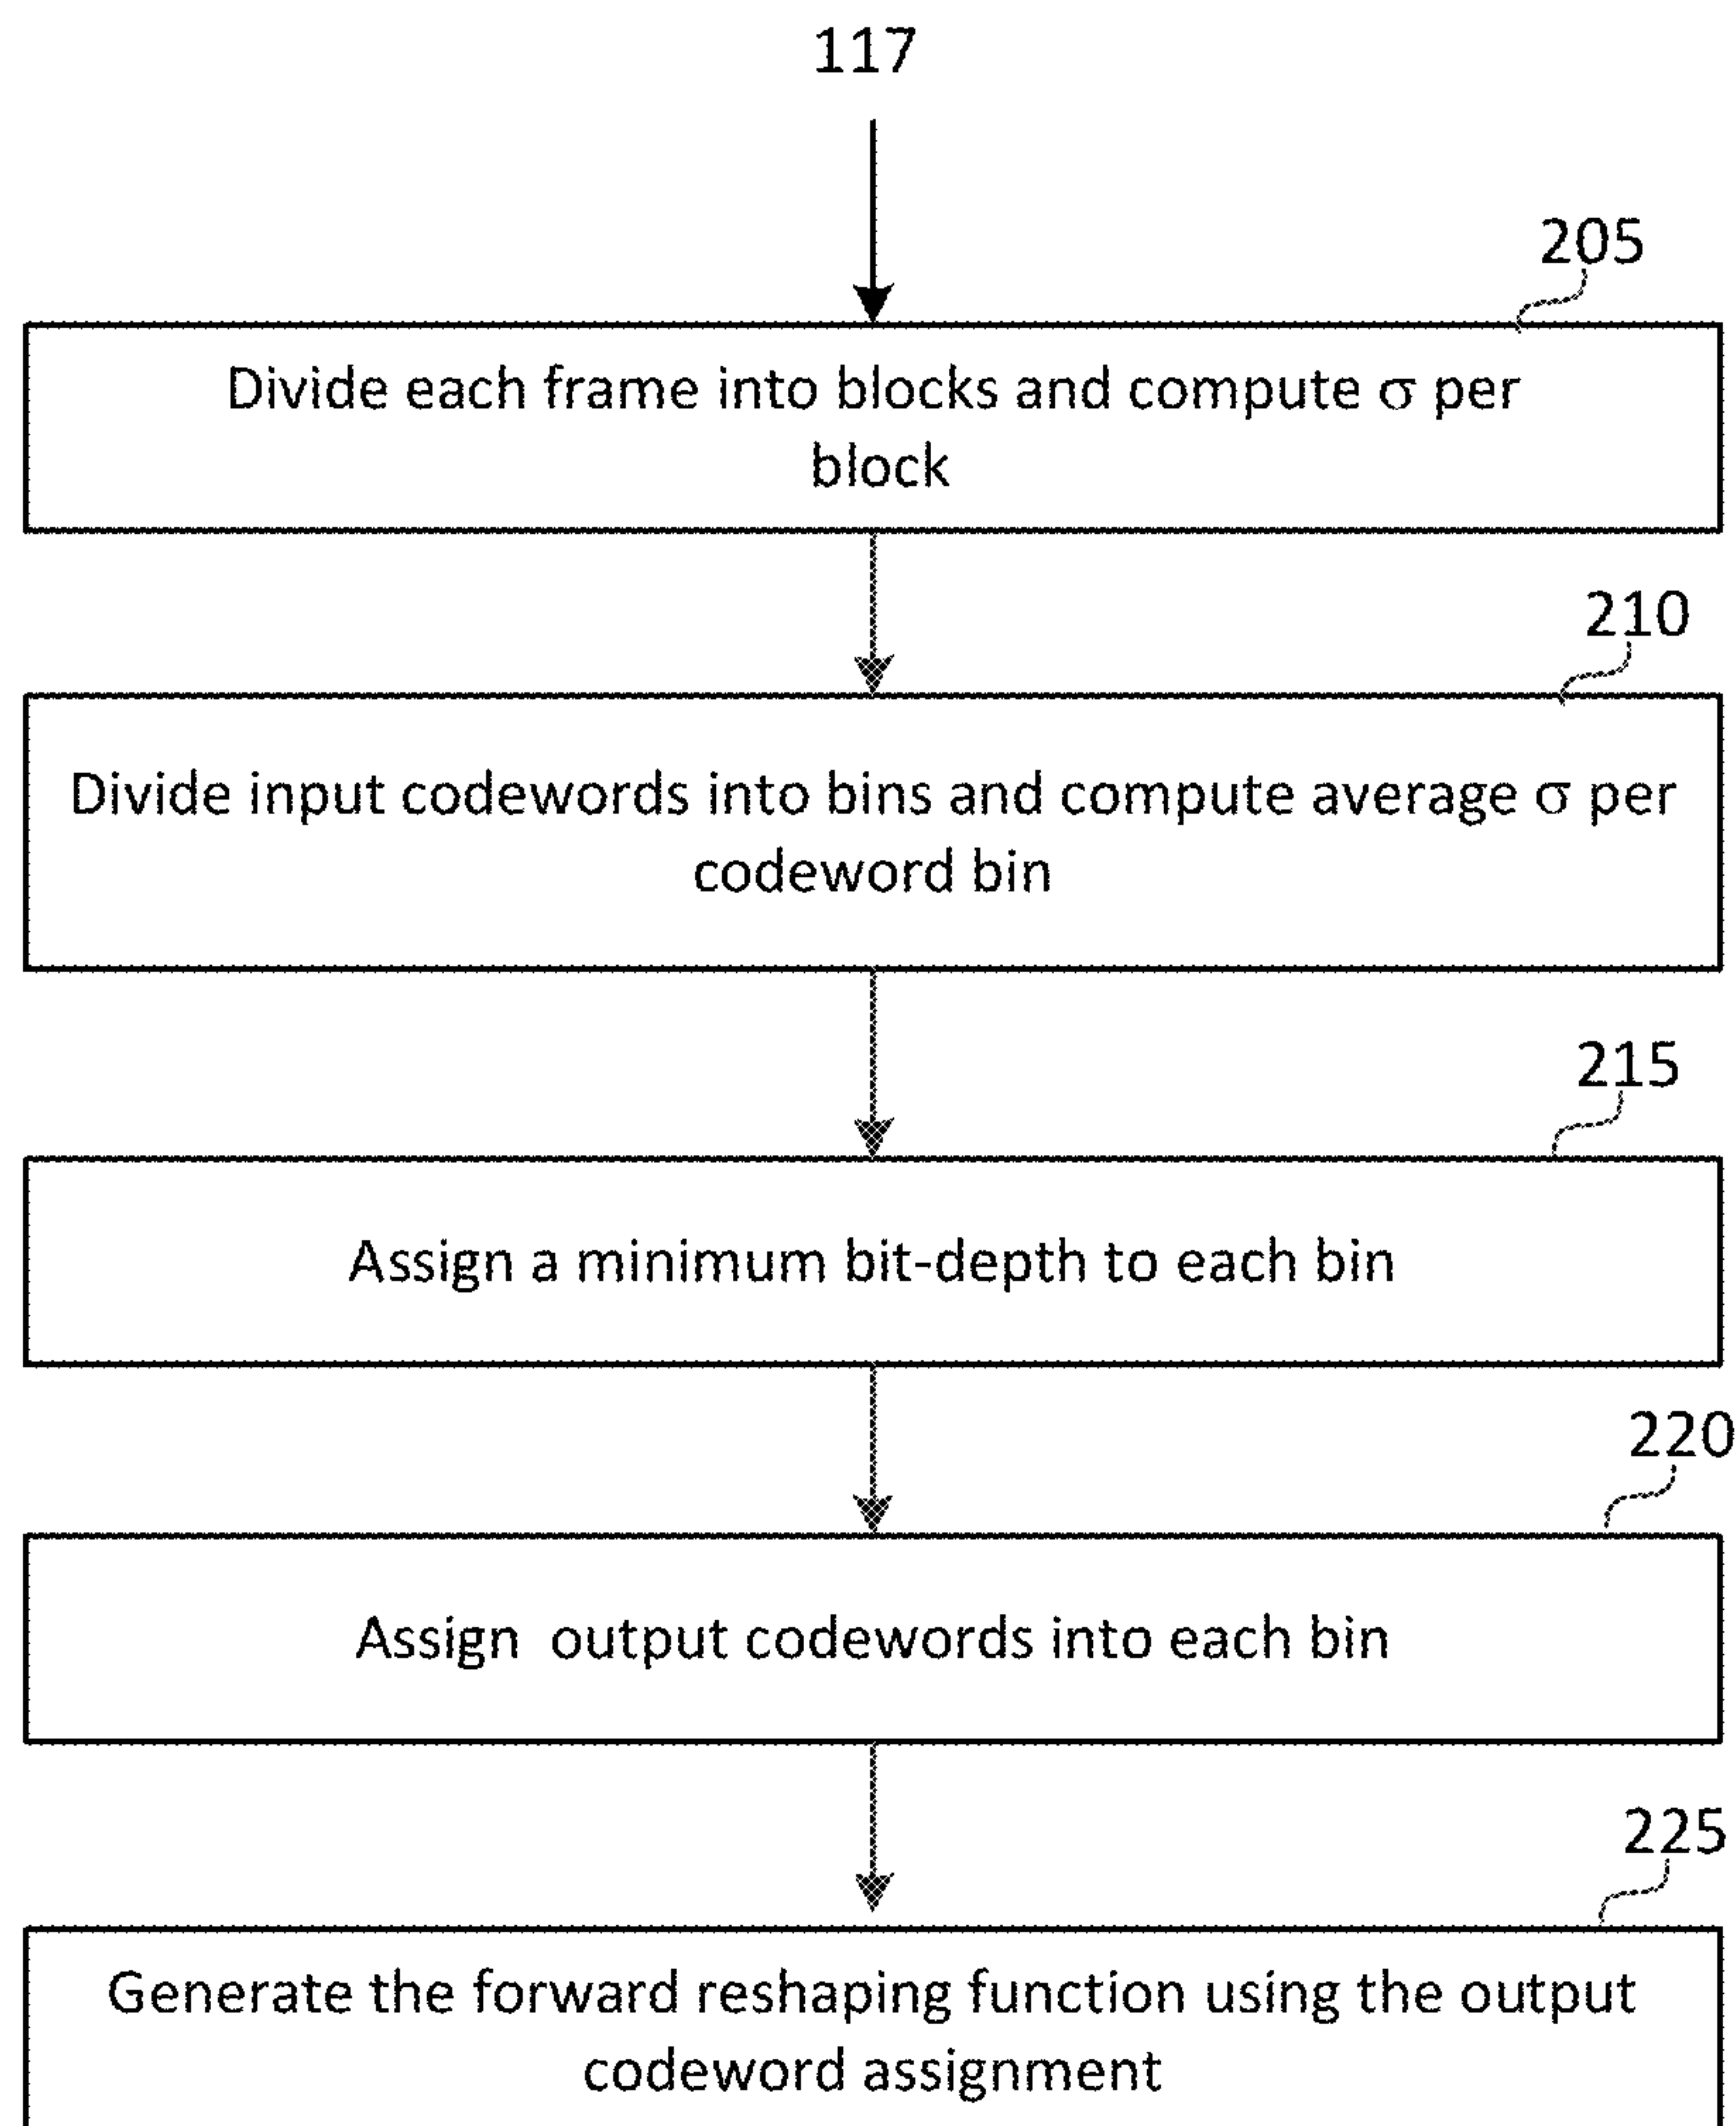 117
205
Divide each frame into blocks and compute σ per
block
210
Divide input codewords into bins and compute average σ per
codeword bin
215
Assign a minimum bit-depth to each bin
220
Assign output codewords into each bin
225
Generate the forward reshaping function using the output
codeword assignment